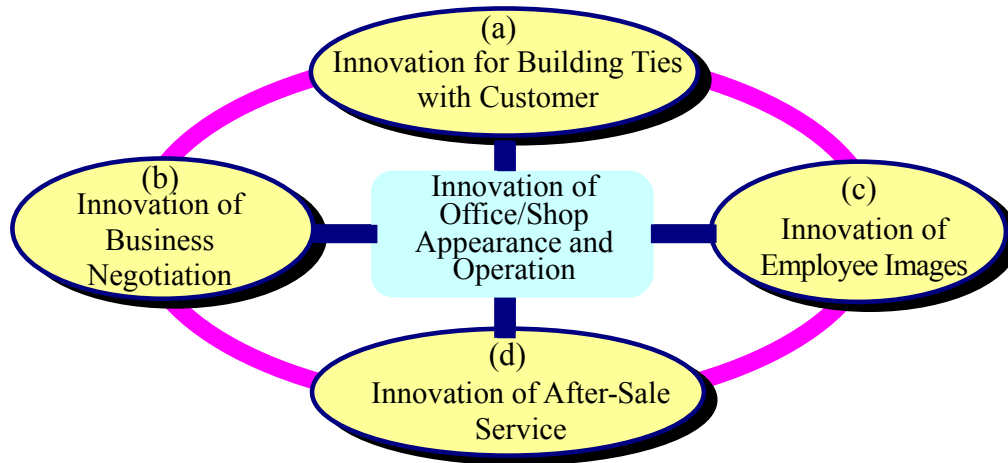 (a)
Innovation for Building Ties
with Customer
(b)
Innovation of
Business
Negotiation
Innovation of
Office/Shop
Appearance and
Operation
(c)
Innovation of
Employee Images
(d)
Innovation of After-Sale
Service